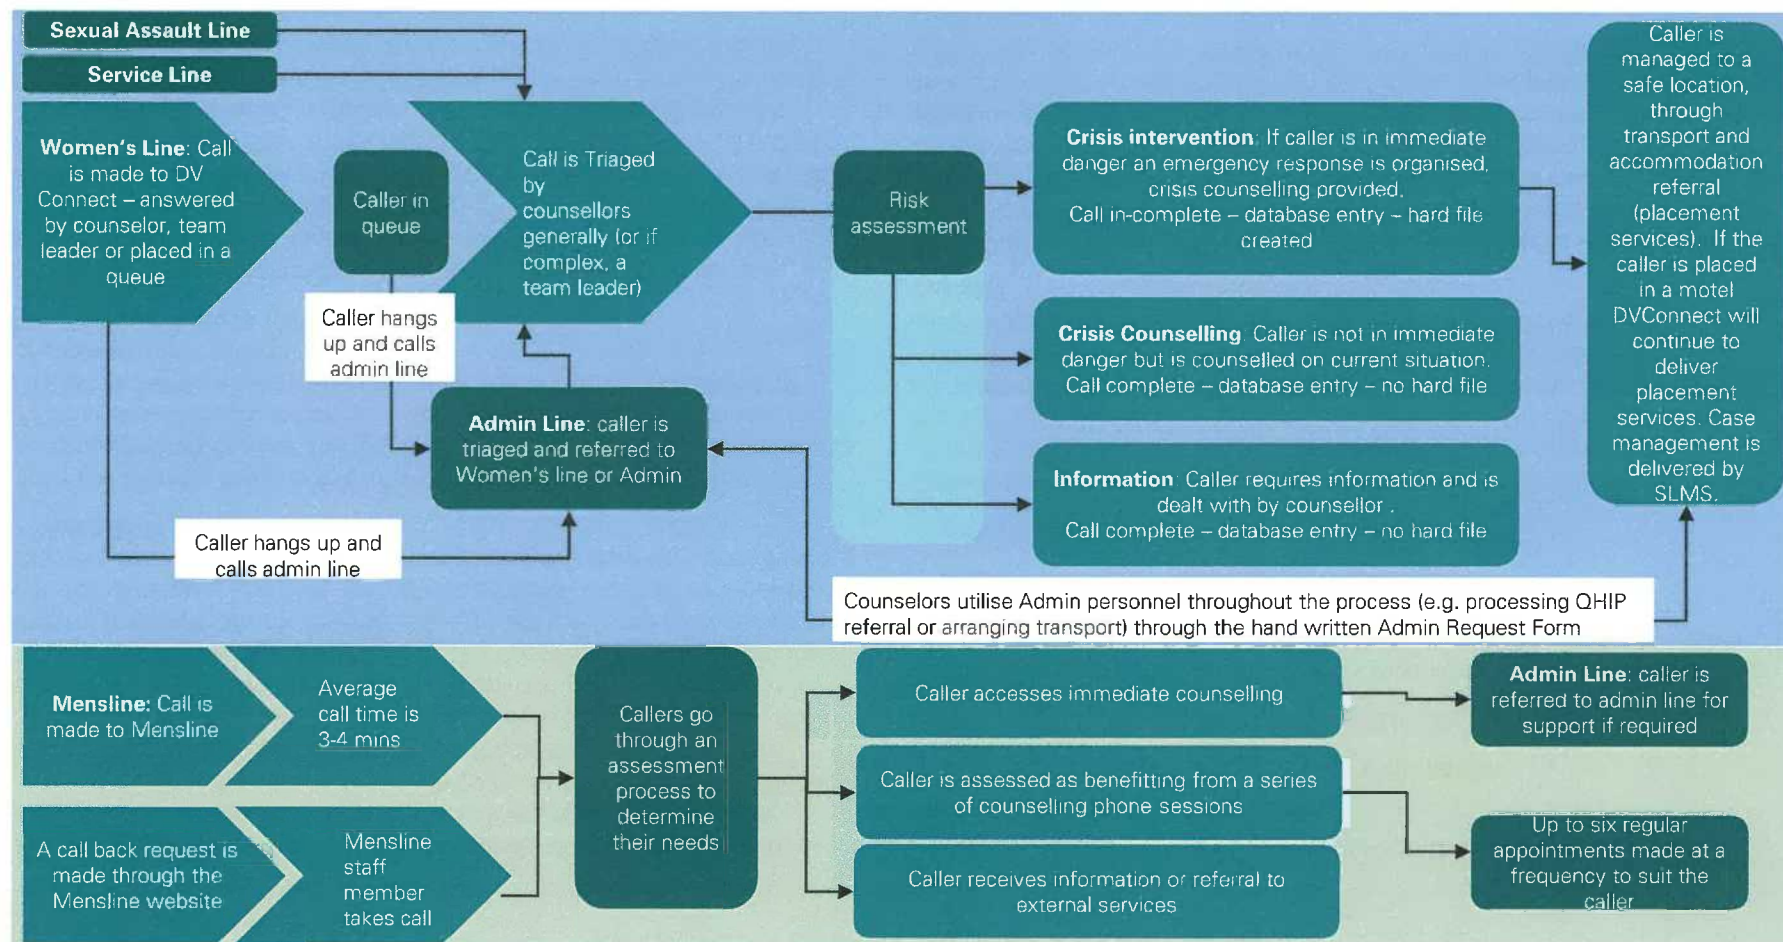 Sexual Assault Line
Service Line
Women's Line: Call
is made to DV
Connect – answered
by counselor, team
leader or placed in a
queue
Caller in
queue
Call is Triaged
by
counsellors
generally (or if
complex, a
team leader)
Risk
assessment
Crisis intervention: If caller is in immediate
danger an emergency response is organised,
crisis counselling provided.
Call in-complete – database entry – hard file
created
Caller is
managed to a
safe location,
through
transport and
accommodation
referral
(placement
services). If the
caller is placed
in a motel
DVConnect will
continue to
deliver
placement
services. Case
management is
delivered by
SLMS.
Caller hangs
up and calls
admin line
Crisis Counselling: Caller is not in immediate
danger but is counselled on current situation.
Call complete – database entry – no hard file
Admin Line: caller is
triaged and referred to
Women's line or Admin
Information: Caller requires information and is
dealt with by counsellor .
Call complete – database entry – no hard file
Caller hangs up and
calls admin line
Counselors utilise Admin personnel throughout the process (e.g. processing QHIP
referral or arranging transport) through the hand written Admin Request Form
Mensline: Call is
made to Mensline
Average
call time is
3-4 mins
Callers go
through an
assessment
process to
determine
their needs
Caller accesses immediate counselling
Admin Line: caller is
referred to admin line for
support if required
Caller is assessed as benefitting from a series
of counselling phone sessions
A call back request is
made through the
Mensline website
Mensline
staff
member
takes call
Caller receives information or referral to
external services
Up to six regular
appointments made at a
frequency to suit the
caller